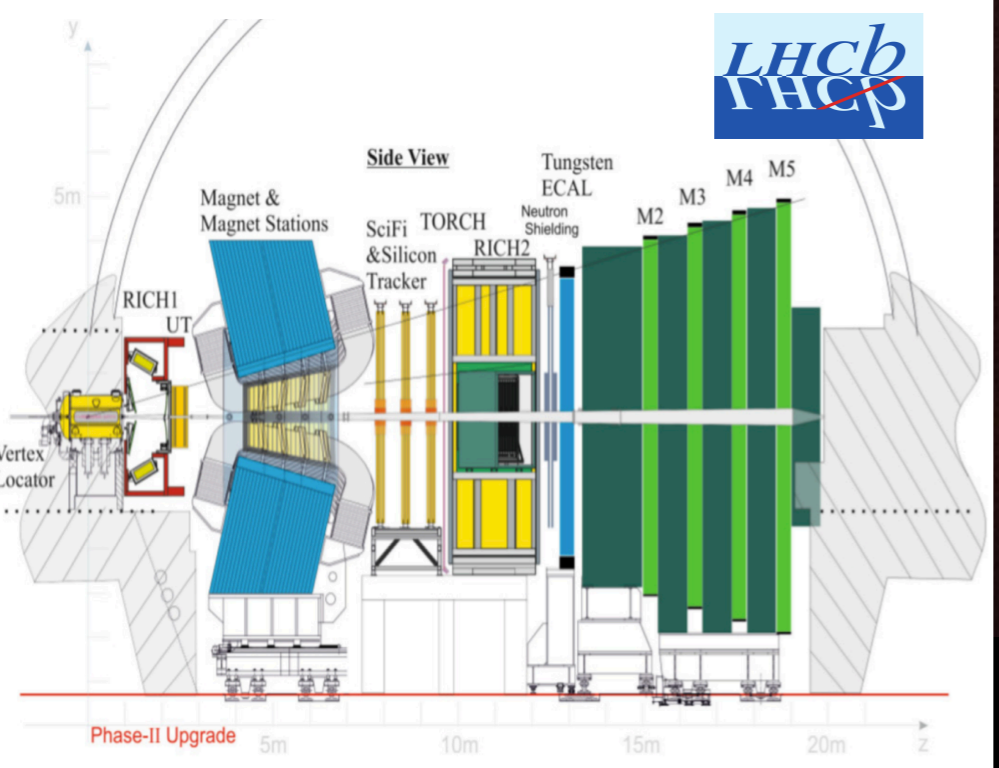 y
LHCb
LHCb
Side View
Tungsten
ECAL
M5
M4
M3
M2
5m
Magnet &
Magnet Stations
Neutron
Shielding
SciFi
&Silicon
Tracker
TORCH
RICH2
RICH1
UT
Vertex
Locator
Phase-II Upgrade
5m
10m
15m
20m
z